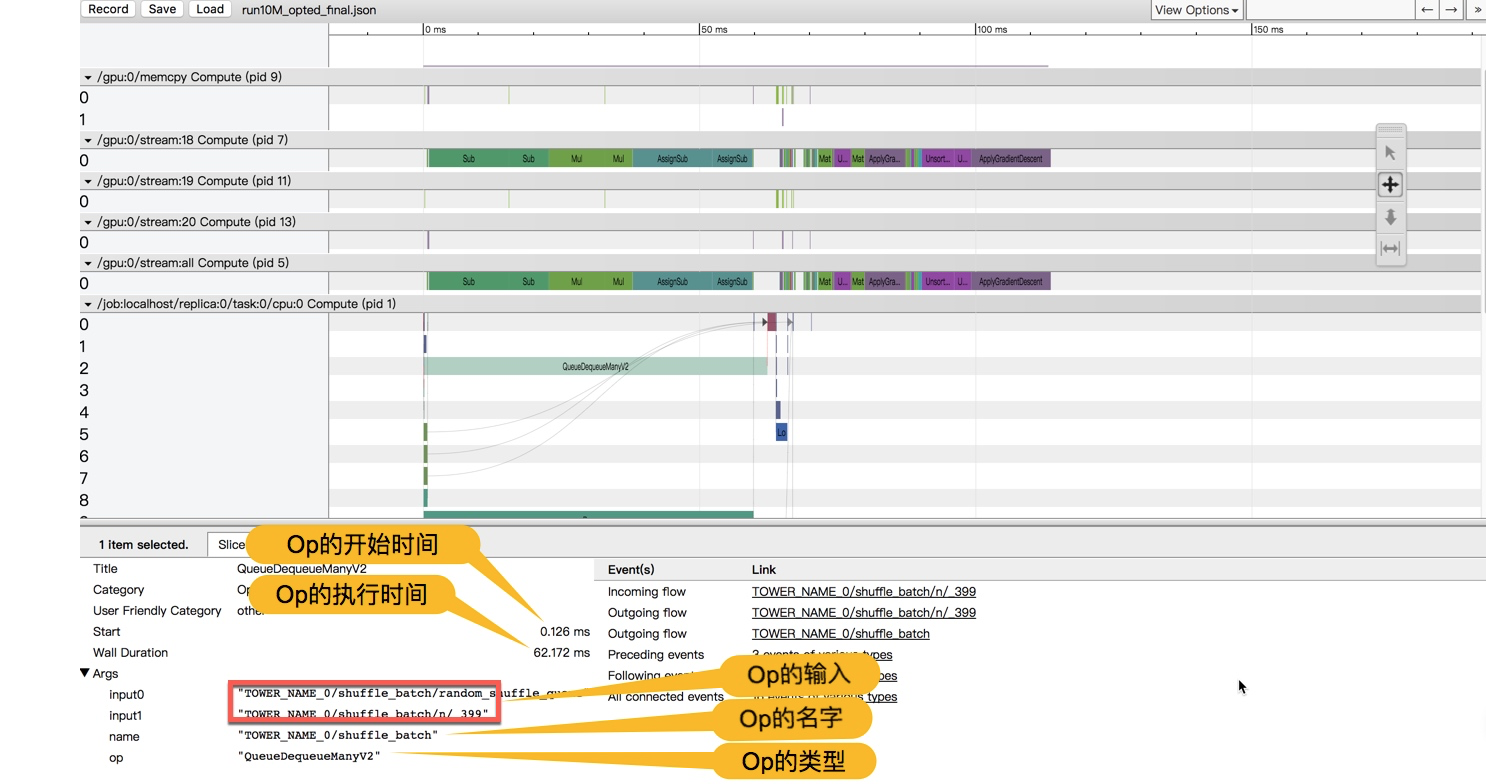 Record Save Load run10M_opted_final.json View Options ← → »
0 ms 50 ms 100 ms 150 ms
/gpu:0/memcpy Compute (pid 9)
0
1
/gpu:0/stream:18 Compute (pid 7)
0 Sub Sub Mul Mul AssignSub AssignSub Mat U... Mat ApplyGra... Unsort... U... ApplyGradientDescent
/gpu:0/stream:19 Compute (pid 11)
0
/gpu:0/stream:20 Compute (pid 13)
0
/gpu:0/stream:all Compute (pid 5)
0 Sub Sub Mul Mul AssignSub AssignSub Mat U... Mat ApplyGra... Unsort... U... ApplyGradientDescent
/job:localhost/replica:0/task:0/cpu:0 Compute (pid 1)
0
1
2 QueueDequeueManyV2
3
4
5 Lo
6
7
8
1 item selected. Slice
Op的开始时间
Title QueueDequeueManyV2
Category Op
Op的执行时间
User Friendly Category othe
Start 0.126 ms
Wall Duration 62.172 ms
Args
input0 "TOWER_NAME_0/shuffle_batch/random_shuffle_que
input1 "TOWER_NAME_0/shuffle_batch/n/_399"
name "TOWER_NAME_0/shuffle_batch"
op "QueueDequeueManyV2"
Event(s) Link
Incoming flow TOWER_NAME_0/shuffle_batch/n/_399
Outgoing flow TOWER_NAME_0/shuffle_batch/n/_399
Outgoing flow TOWER_NAME_0/shuffle_batch
Preceding events 3 events of various types
Following eve pes
All connected events events of various types
Op的输入
Op的名字
Op的类型